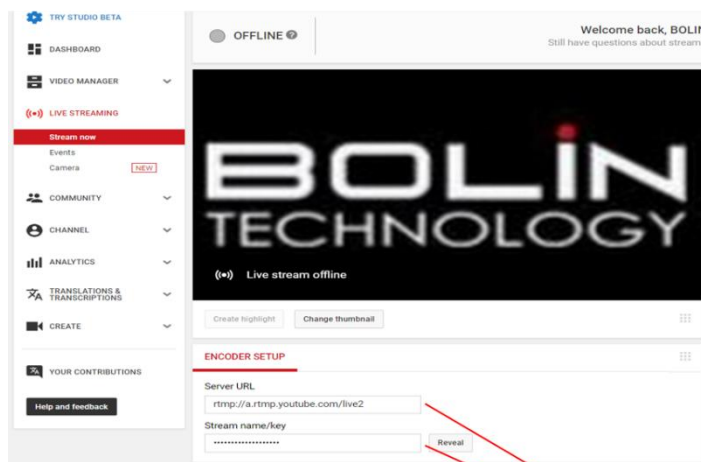 TRY STUDIO BETA
DASHBOARD
VIDEO MANAGER
LIVE STREAMING
Stream now
Events
Camera NEW
COMMUNITY
CHANNEL
ANALYTICS
TRANSLATIONS &
TRANSCRIPTIONS
CREATE
YOUR CONTRIBUTIONS
Help and feedback
OFFLINE
Welcome back, BOLIN
Still have questions about stream
BOLIN
TECHNOLOGY
Live stream offline
Create highlight Change thumbnail
ENCODER SETUP
Server URL
rtmp://a.rtmp.youtube.com/live2
Stream name/key
•••••••••••••••••••
Reveal